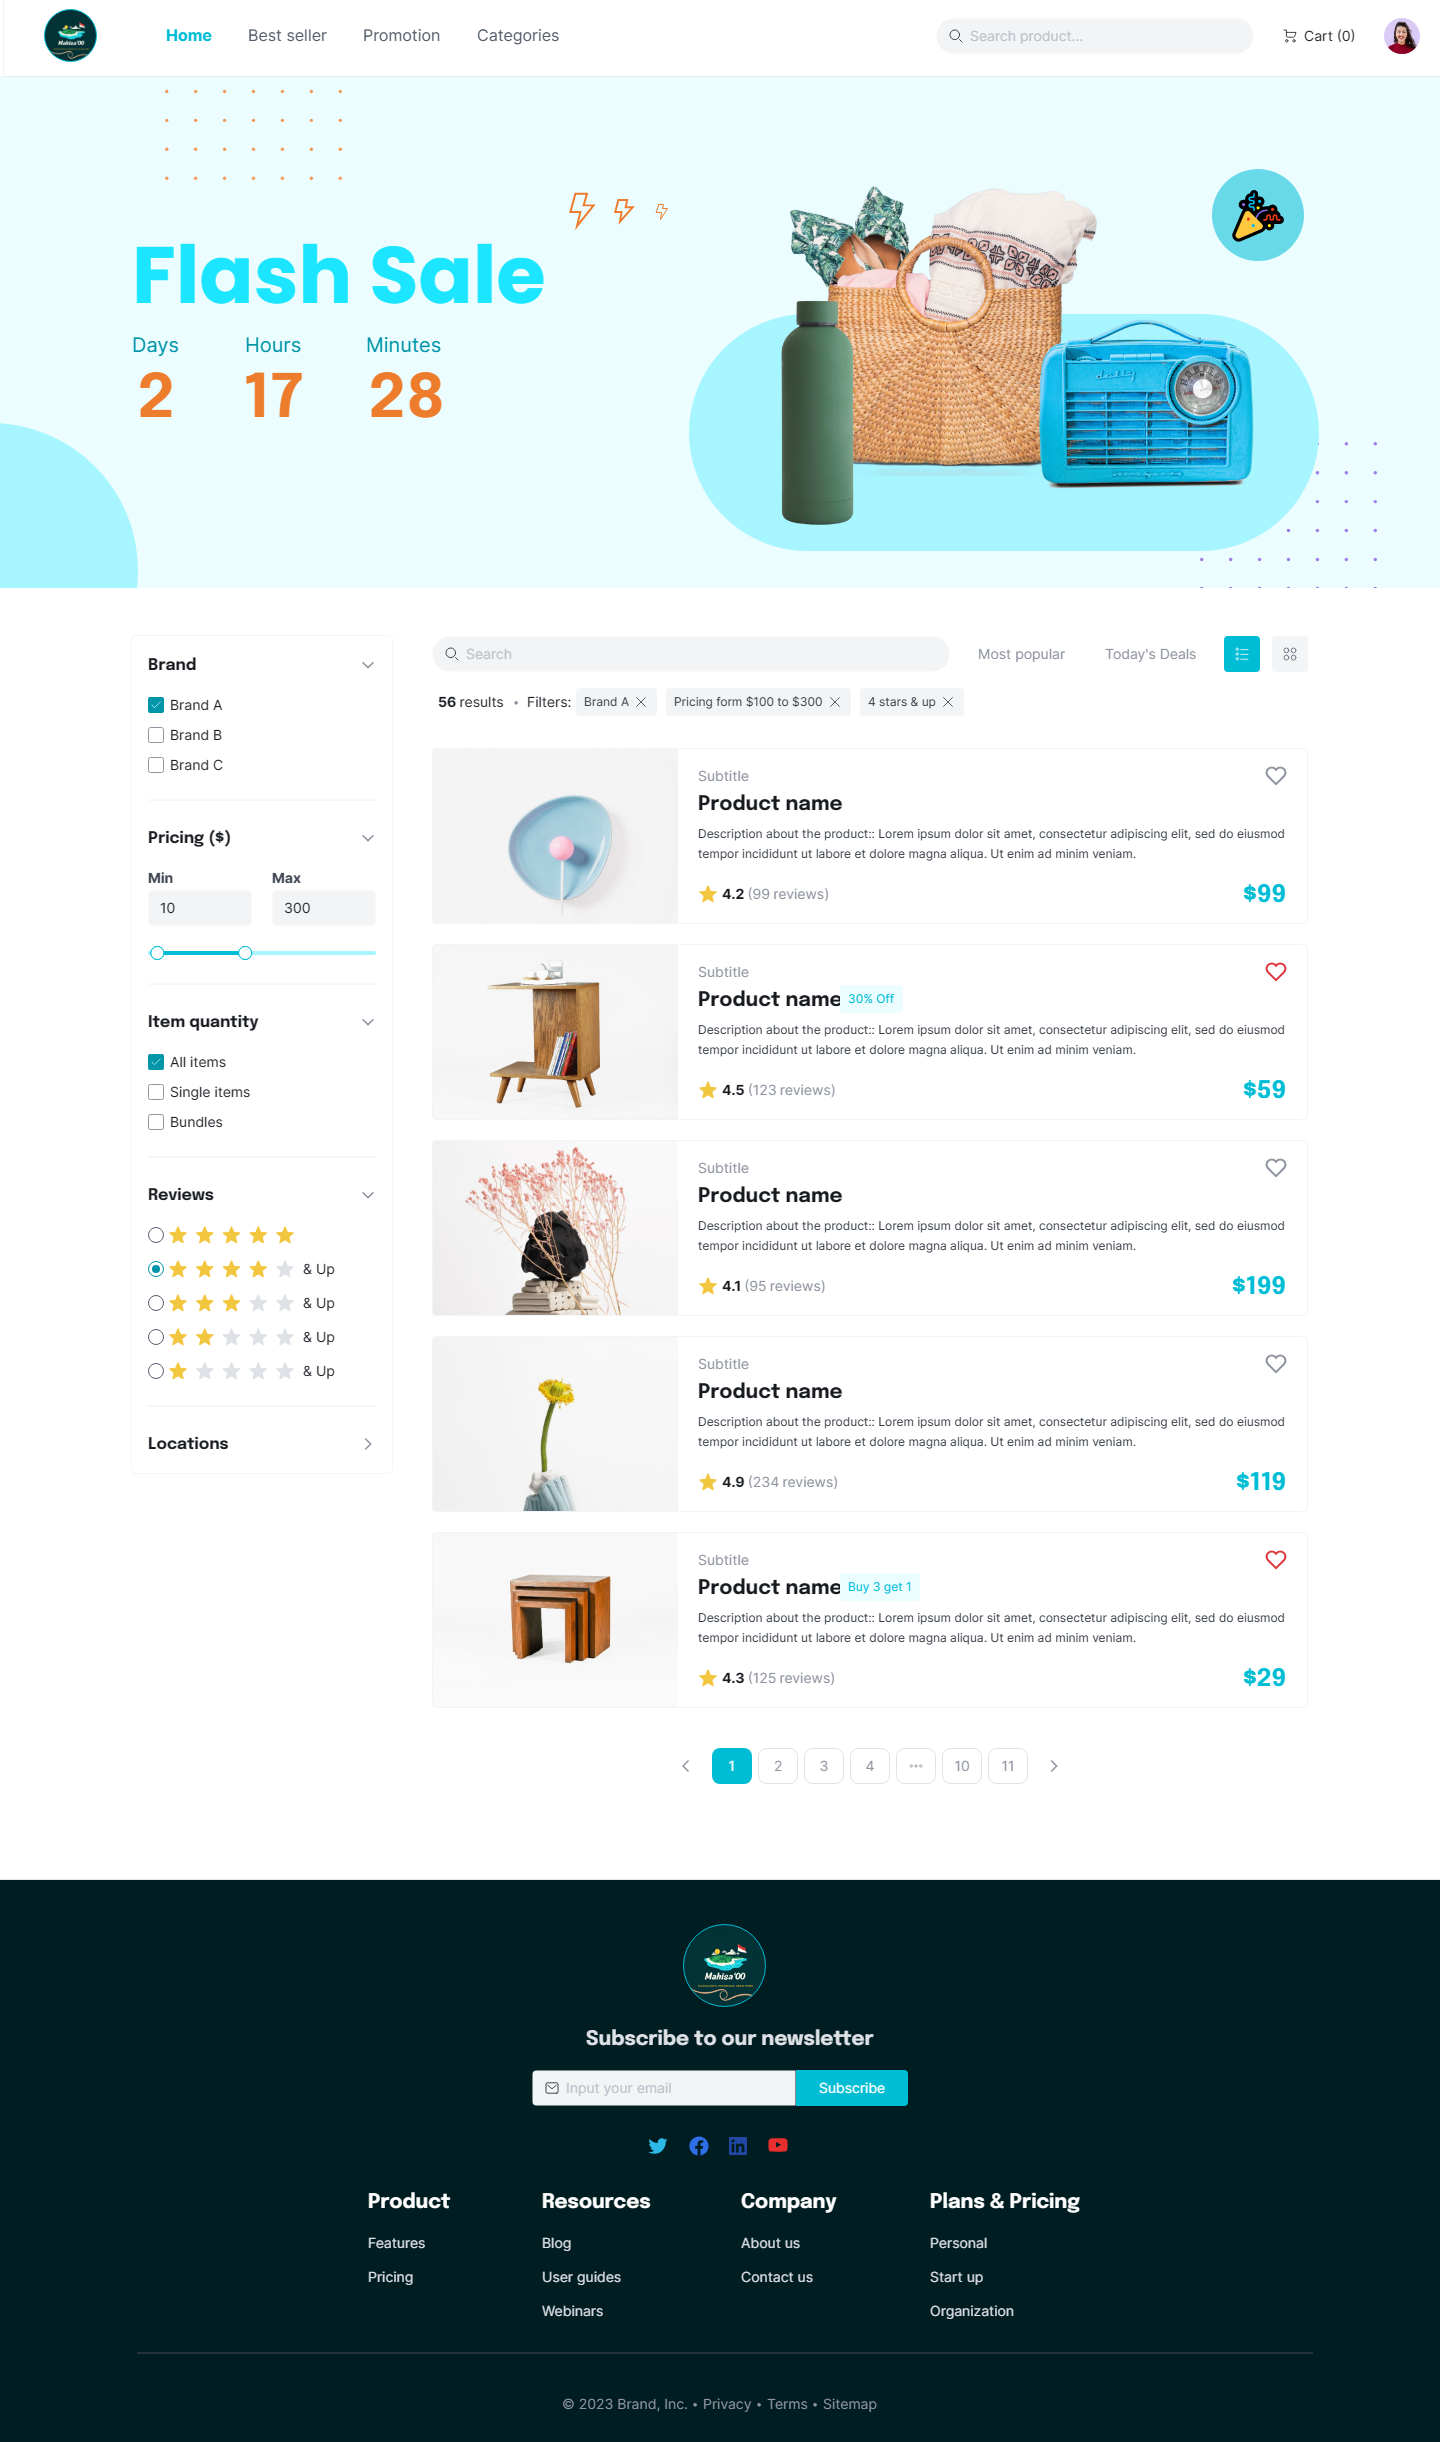 Mahisa'00
Home Best seller Promotion Categories
Search product...
Cart (0)
Flash Sale
Days Hours Minutes
2 17 28
dolly
Brand
Brand A
Brand B
Brand C
Pricing ($)
Min Max
10 300
Item quantity
All items
Single items
Bundles
Reviews
& Up
& Up
& Up
& Up
Locations
Search
Most popular
Today's Deals
56 results • Filters: Brand A Pricing form $100 to $300 4 stars & up
Subtitle
Product name
Description about the product:: Lorem ipsum dolor sit amet, consectetur adipiscing elit, sed do eiusmod
tempor incididunt ut labore et dolore magna aliqua. Ut enim ad minim veniam.
4.2 (99 reviews)
$99
Subtitle
Product name 30% Off
Description about the product:: Lorem ipsum dolor sit amet, consectetur adipiscing elit, sed do eiusmod
tempor incididunt ut labore et dolore magna aliqua. Ut enim ad minim veniam.
4.5 (123 reviews)
$59
Subtitle
Product name
Description about the product:: Lorem ipsum dolor sit amet, consectetur adipiscing elit, sed do eiusmod
tempor incididunt ut labore et dolore magna aliqua. Ut enim ad minim veniam.
4.1 (95 reviews)
$199
Subtitle
Product name
Description about the product:: Lorem ipsum dolor sit amet, consectetur adipiscing elit, sed do eiusmod
tempor incididunt ut labore et dolore magna aliqua. Ut enim ad minim veniam.
4.9 (234 reviews)
$119
Subtitle
Product name Buy 3 get 1
Description about the product:: Lorem ipsum dolor sit amet, consectetur adipiscing elit, sed do eiusmod
tempor incididunt ut labore et dolore magna aliqua. Ut enim ad minim veniam.
4.3 (125 reviews)
$29
1 2 3 4 ••• 10 11
Mahisa'00
Subscribe to our newsletter
Input your email
Subscribe
Product
Features
Pricing
Resources
Blog
User guides
Webinars
Company
About us
Contact us
Plans & Pricing
Personal
Start up
Organization
© 2023 Brand, Inc. • Privacy • Terms • Sitemap